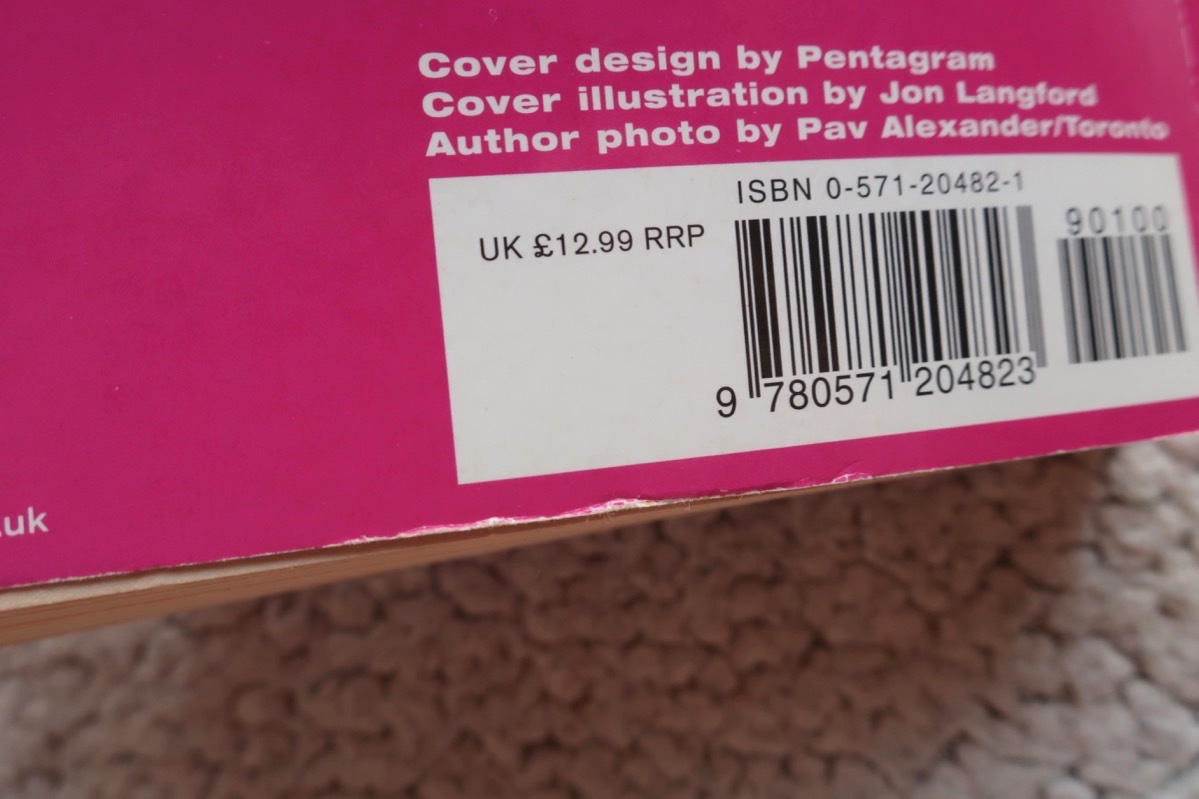 Cover design by Pentagram
Cover illustration by Jon Langford
Author photo by Pav Alexander/Toronto
ISBN 0-571-20482-1
UK £12.99 RRP
90100
9 780571 204823
.uk